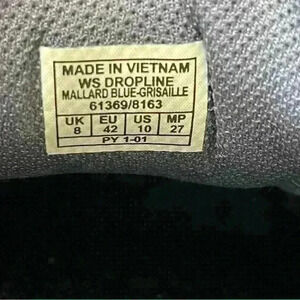 MADE IN VIETNAM
WS DROPLINE
MALLARD BLUE-GRISAILLE
61369/8163
UK EU US MP
8 42 10 27
PY 1-01